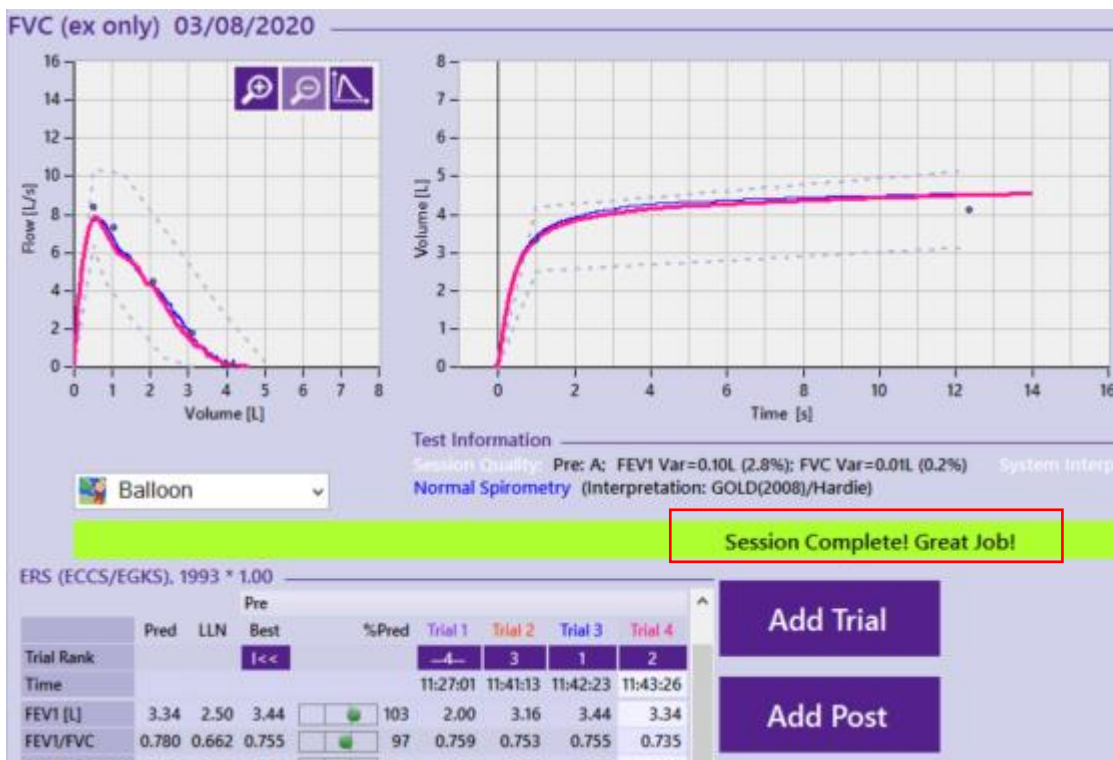 FVC (ex only) 03/08/2020
16
14
12
10
8
6
4
2
0
Flow [L/s]
0 1 2 3 4 5 6 7 8
Volume [L]
8
7
6
5
4
3
2
1
0
Volume [L]
0 2 4 6 8 10 12 14 16
Time [s]
Test Information
Session Quality: Pre: A; FEV1 Var=0.10L (2.8%); FVC Var=0.01L (0.2%) System Interp
Normal Spirometry (Interpretation: GOLD(2008)/Hardie)
Balloon
Session Complete! Great Job!
ERS (ECCS/EGKS), 1993 * 1.00
Pre
Pred LLN Best %Pred Trial 1 Trial 2 Trial 3 Trial 4
Trial Rank I<< --4-- 3 1 2
Time 11:27:01 11:41:13 11:42:23 11:43:26
FEV1 [L] 3.34 2.50 3.44 103 2.00 3.16 3.44 3.34
FEV1/FVC 0.780 0.662 0.755 97 0.759 0.753 0.755 0.735
Add Trial
Add Post